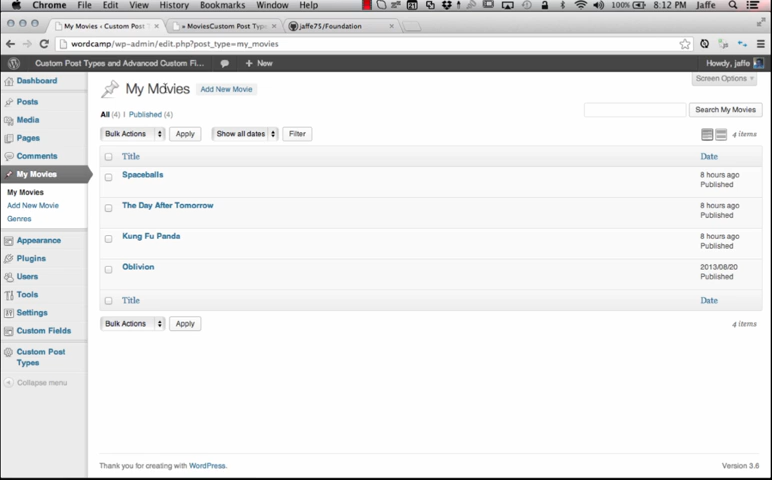 Chrome File Edit View History Bookmarks Window Help 100% 8:12 PM Jaffe
My Movies ‹ Custom Post T × » MoviesCustom Post Type × jaffe75/Foundation ×
wordcamp/wp-admin/edit.php?post_type=my_movies
Custom Post Types and Advanced Custom Fi... + New Howdy, jaffe
Screen Options
Dashboard
Posts
Media
Pages
Comments
My Movies
My Movies
Add New Movie
Genres
Appearance
Plugins
Users
Tools
Settings
Custom Fields
Custom Post
Types
Collapse menu
My Movies Add New Movie
All (4) | Published (4)
Search My Movies
Bulk Actions Apply Show all dates Filter 4 items
Title Date
Spaceballs 8 hours ago
Published
The Day After Tomorrow 8 hours ago
Published
Kung Fu Panda 8 hours ago
Published
Oblivion 2013/08/20
Published
Title Date
Bulk Actions Apply 4 items
Thank you for creating with WordPress. Version 3.6